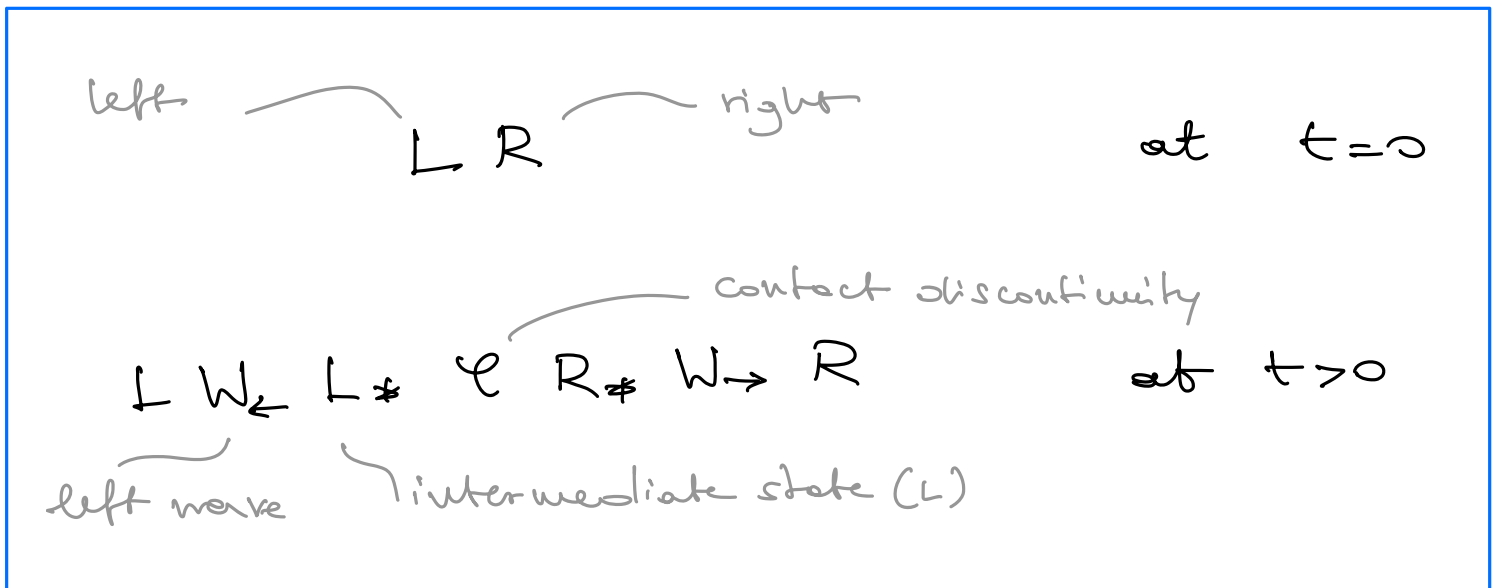 left right
L R at t=0
contact discontinuity
L W← L* C R* W→ R at t>0
left wave intermediate state (L)